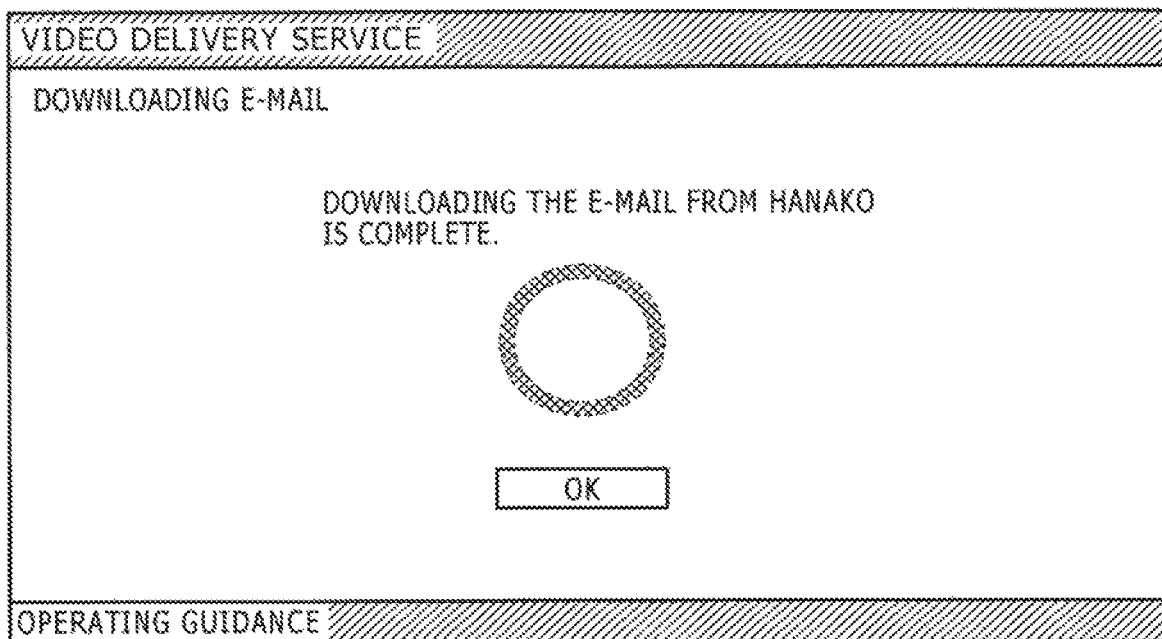 VIDEO DELIVERY SERVICE
DOWNLOADING E-MAIL
DOWNLOADING THE E-MAIL FROM HANAKO
IS COMPLETE.
OK
OPERATING GUIDANCE